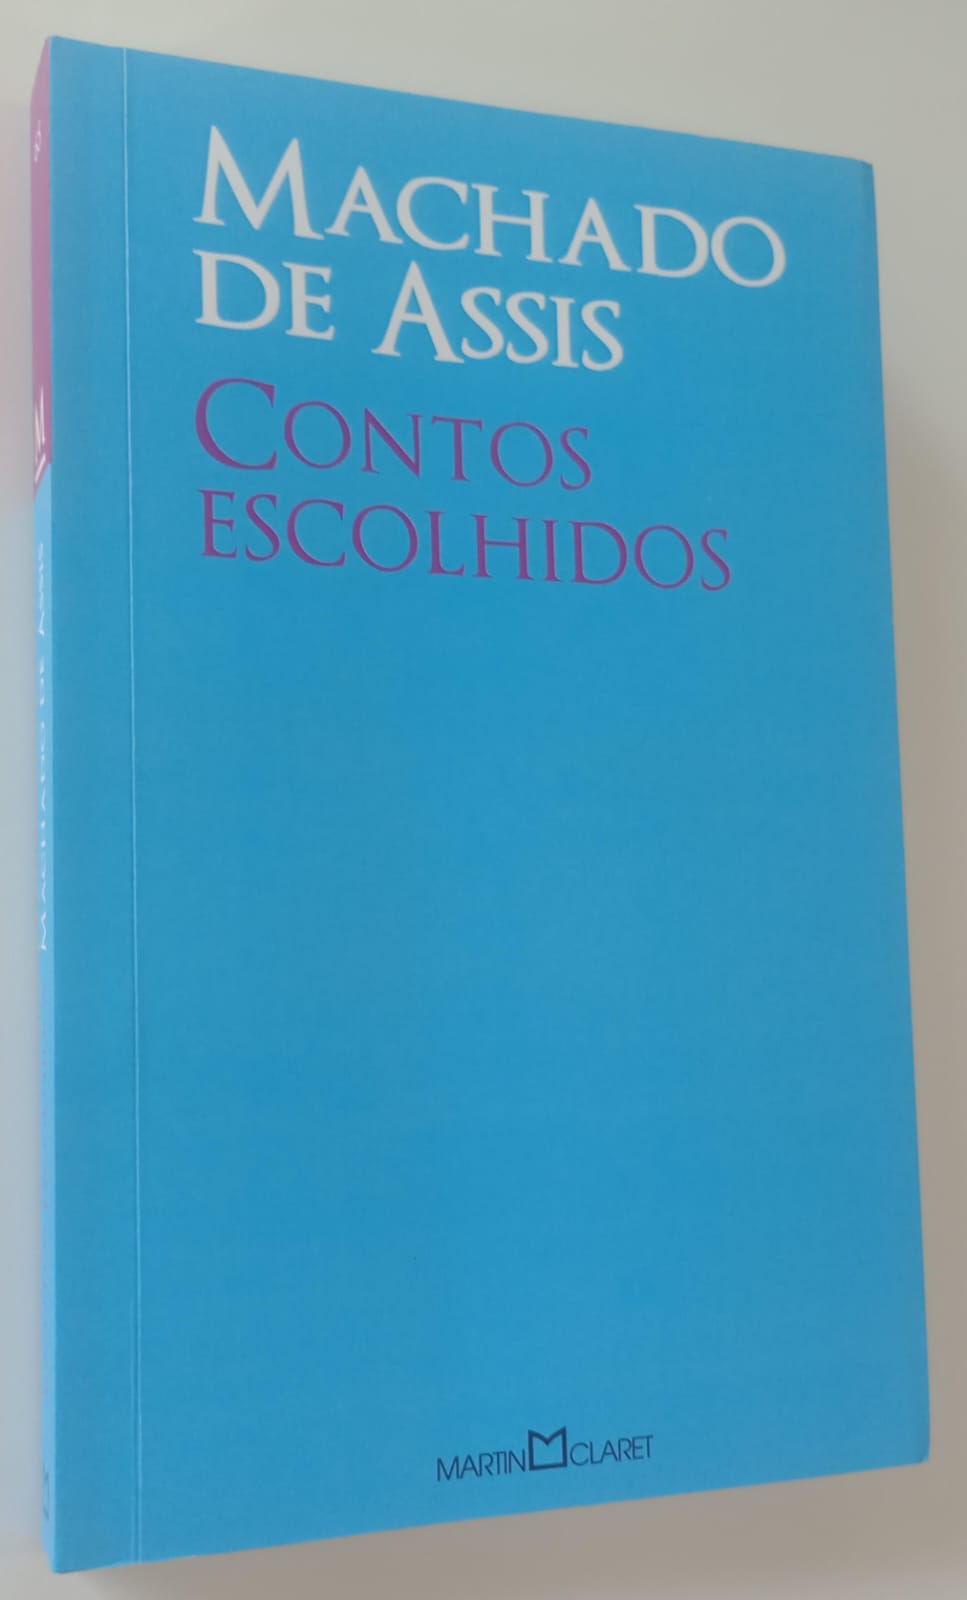 MACHADO
DE ASSIS
CONTOS
ESCOLHIDOS
MARTIN CLARET
MACHADO DE ASSIS